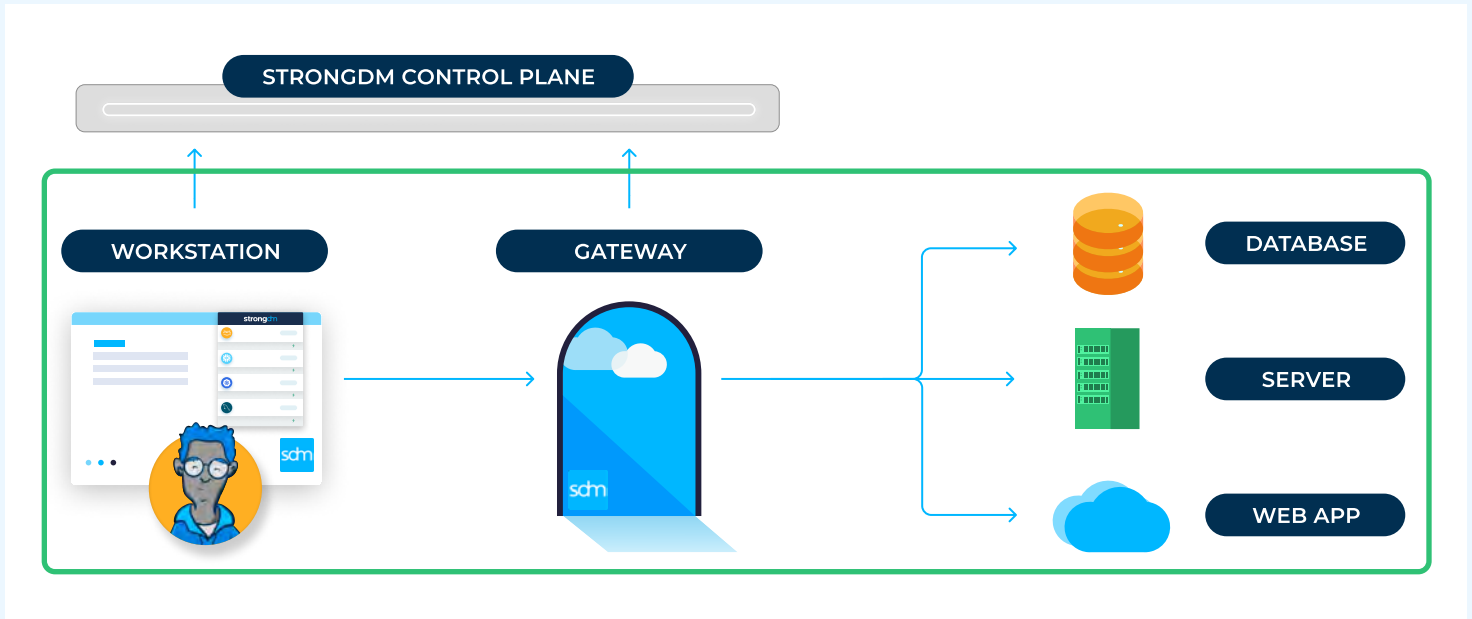 STRONGDM CONTROL PLANE
WORKSTATION
GATEWAY
DATABASE
strongdm
SERVER
sdm
sdm
WEB APP